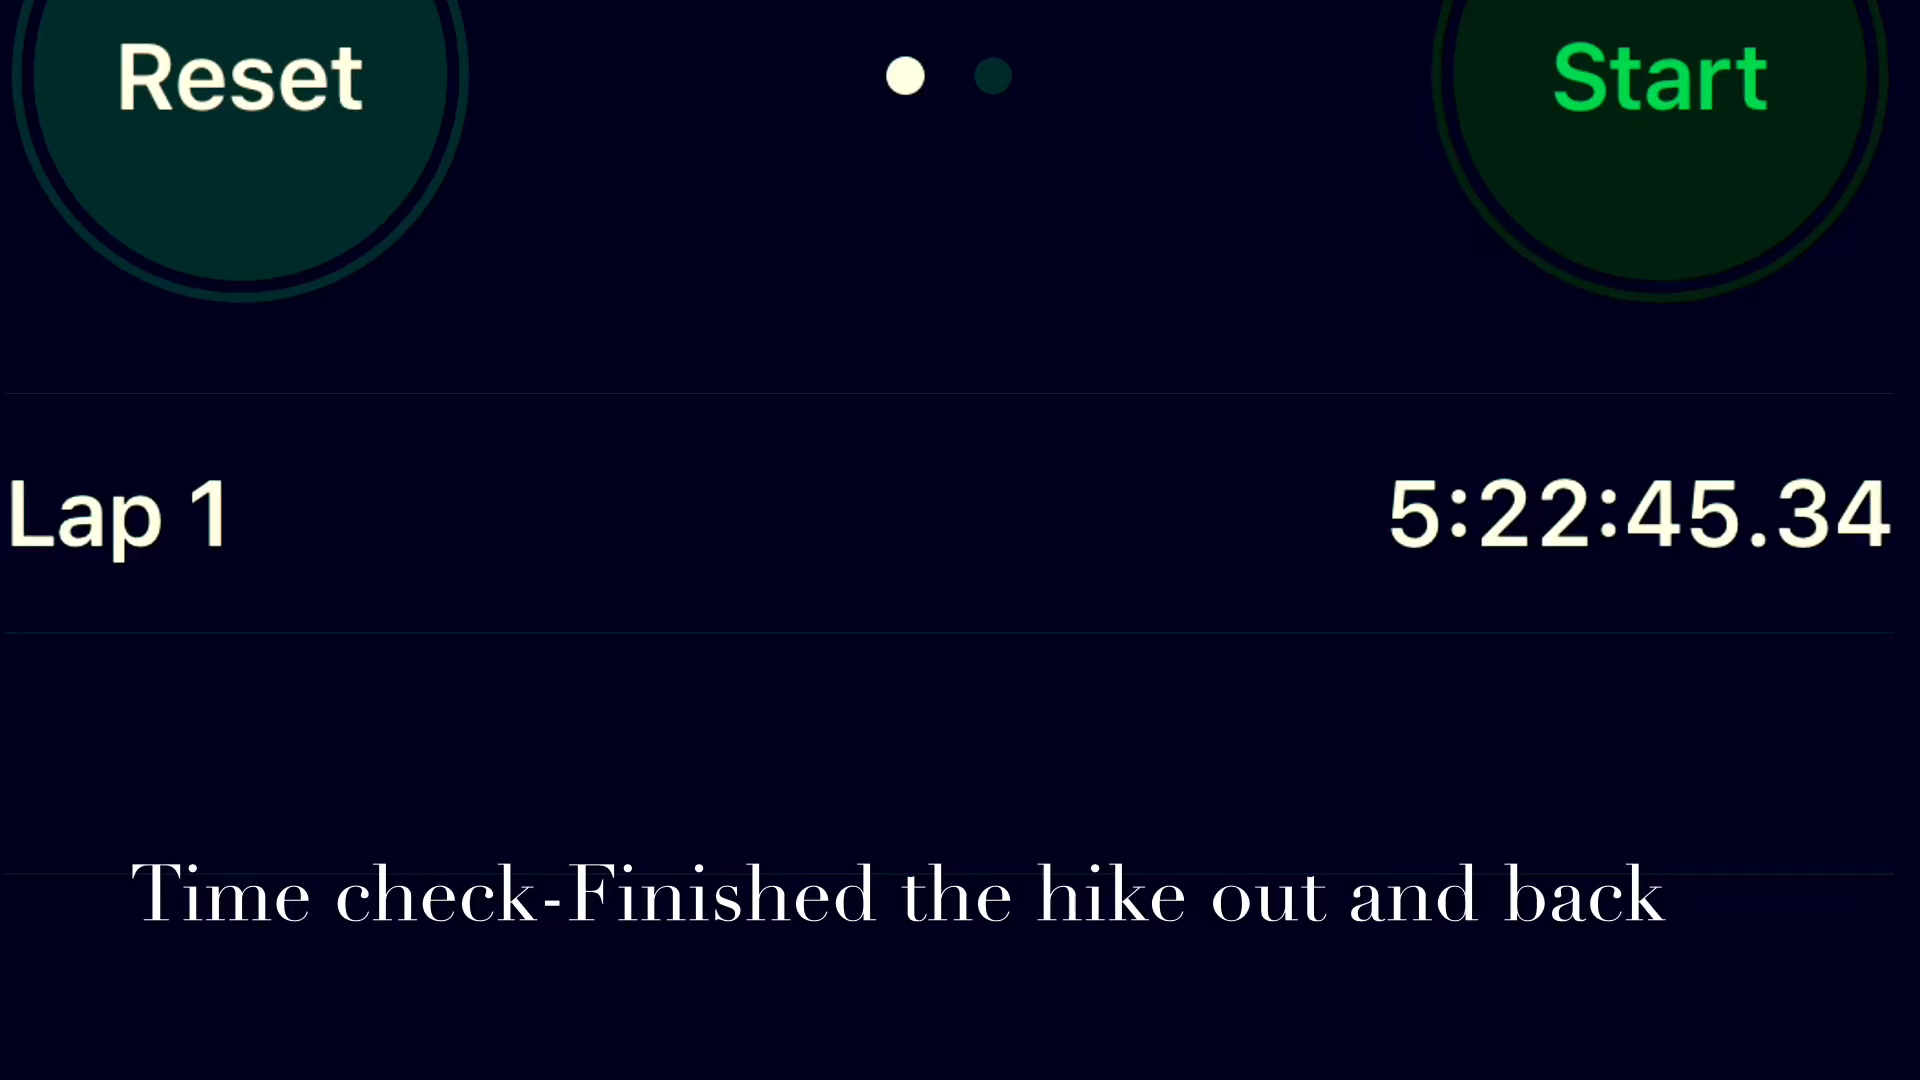 Reset Start
Lap 1 5:22:45.34
Time check-Finished the hike out and back